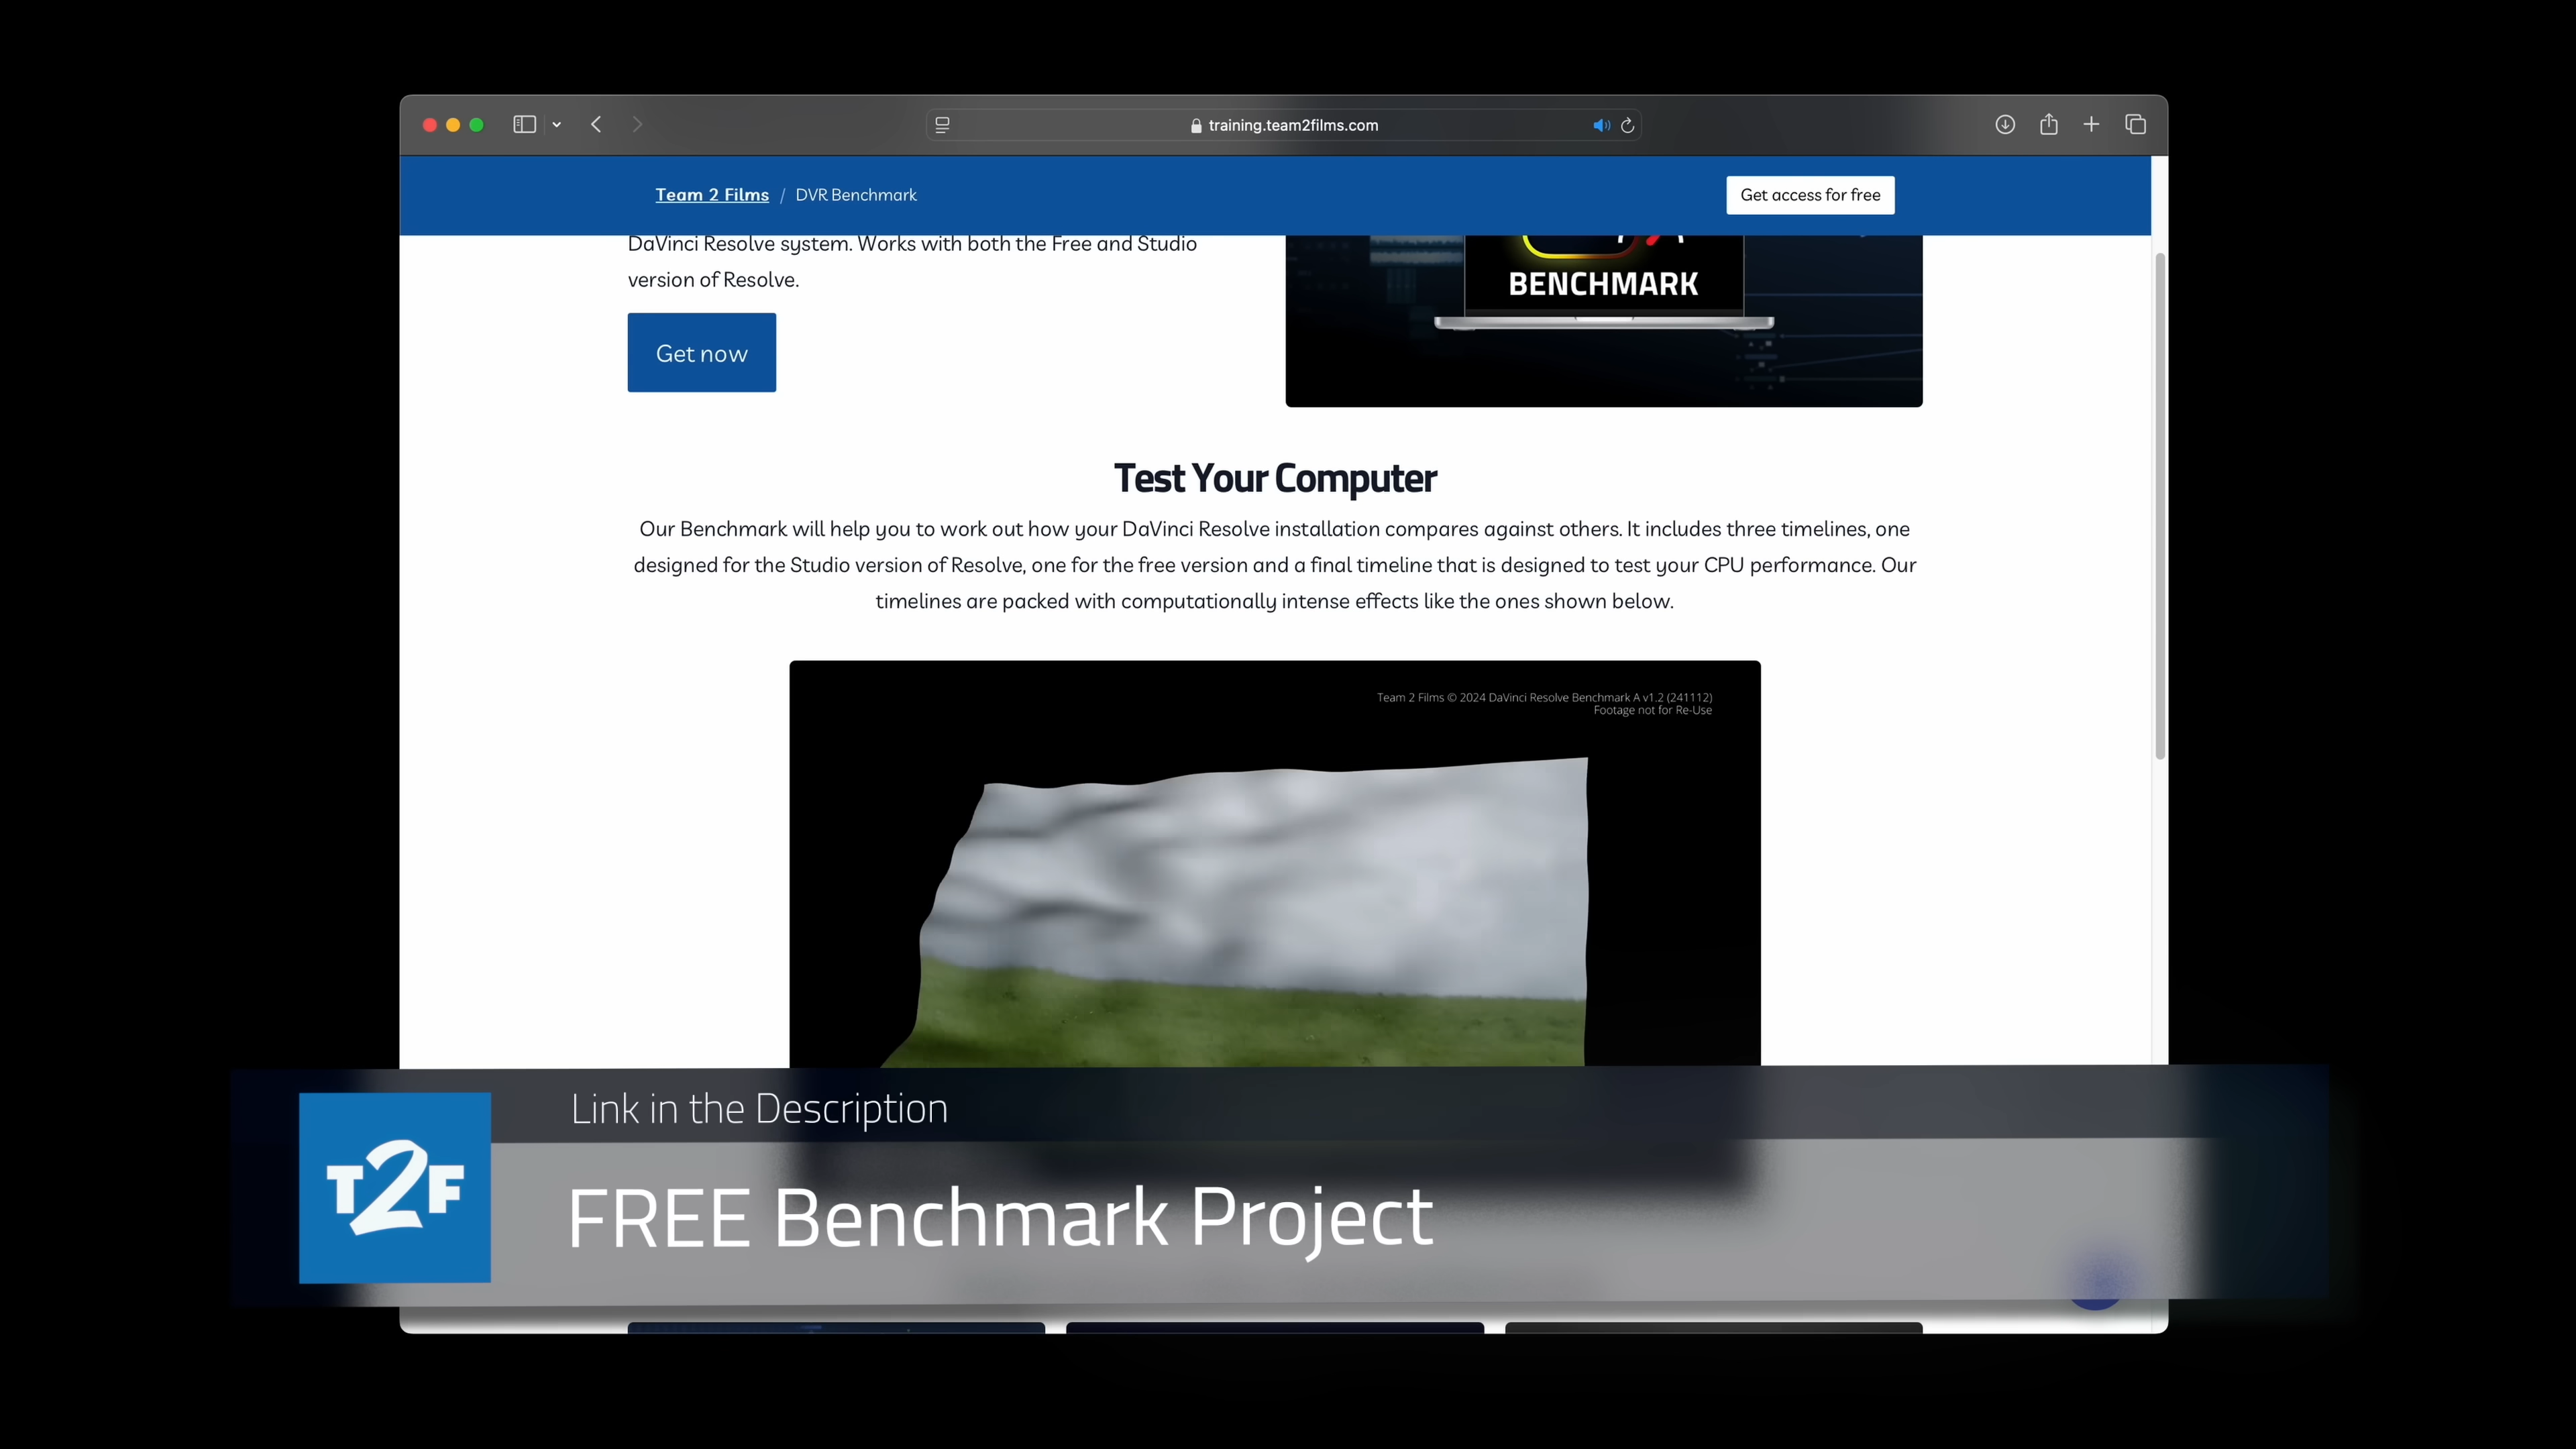 training.team2films.com
Team 2 Films / DVR Benchmark
Get access for free
DaVinci Resolve system. Works with both the Free and Studio
version of Resolve.
Get now
BENCHMARK
Test Your Computer
Our Benchmark will help you to work out how your DaVinci Resolve installation compares against others. It includes three timelines, one
designed for the Studio version of Resolve, one for the free version and a final timeline that is designed to test your CPU performance. Our
timelines are packed with computationally intense effects like the ones shown below.
Team 2 Films © 2024 DaVinci Resolve Benchmark A v1.2 (241112)
Footage not for Re-Use
Link in the Description
T2F
FREE Benchmark Project